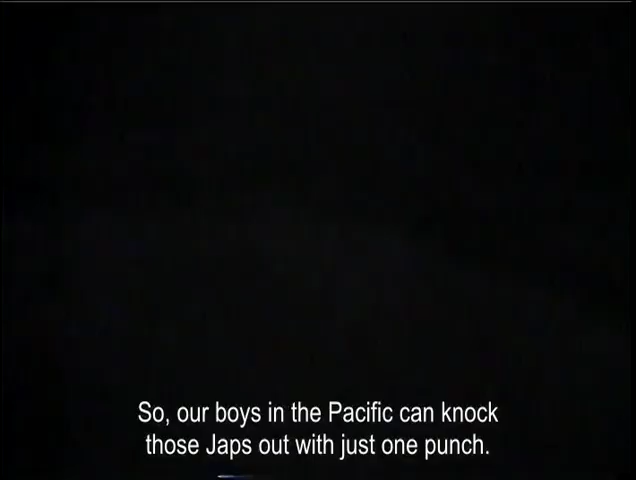 So, our boys in the Pacific can knock
those Japs out with just one punch.